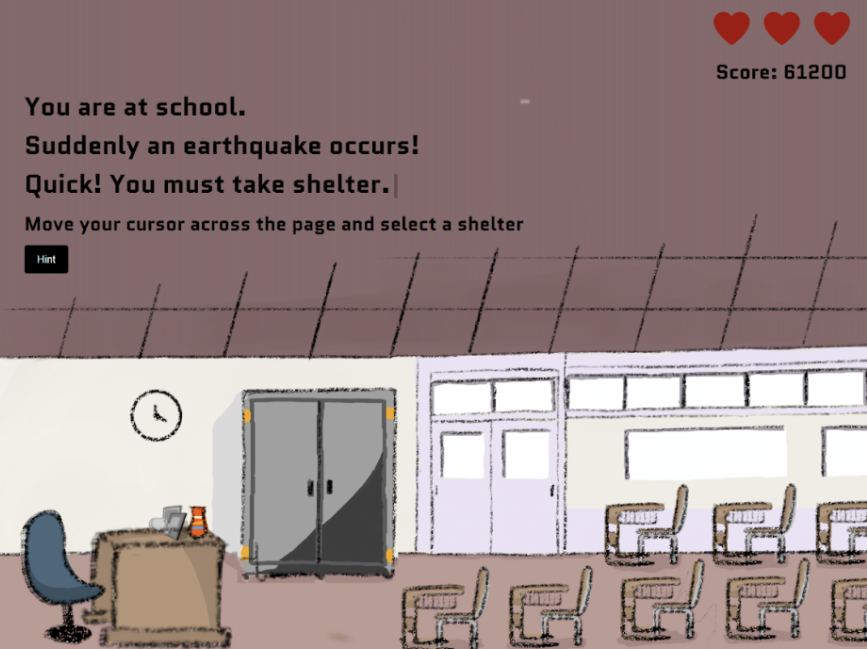 Score: 61200
You are at school.
Suddenly an earthquake occurs!
Quick! You must take shelter.
Move your cursor across the page and select a shelter
Hint